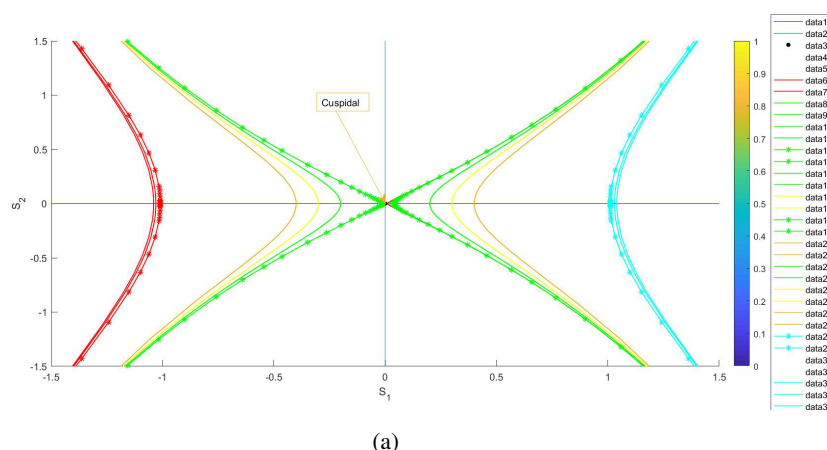 1.5
1
0.5
0
-0.5
-1
-1.5
S2
-1.5
-1
-0.5
0
0.5
1
1.5
S1
Cuspidal
1
0.9
0.8
0.7
0.6
0.5
0.4
0.3
0.2
0.1
0
data1
data2
data3
data4
data5
data6
data7
data8
data9
data1
data1
data1
data1
data1
data1
data1
data1
data1
data1
data2
data2
data2
data2
data2
data2
data2
data2
data2
data3
data3
data3
data3
data3
(a)